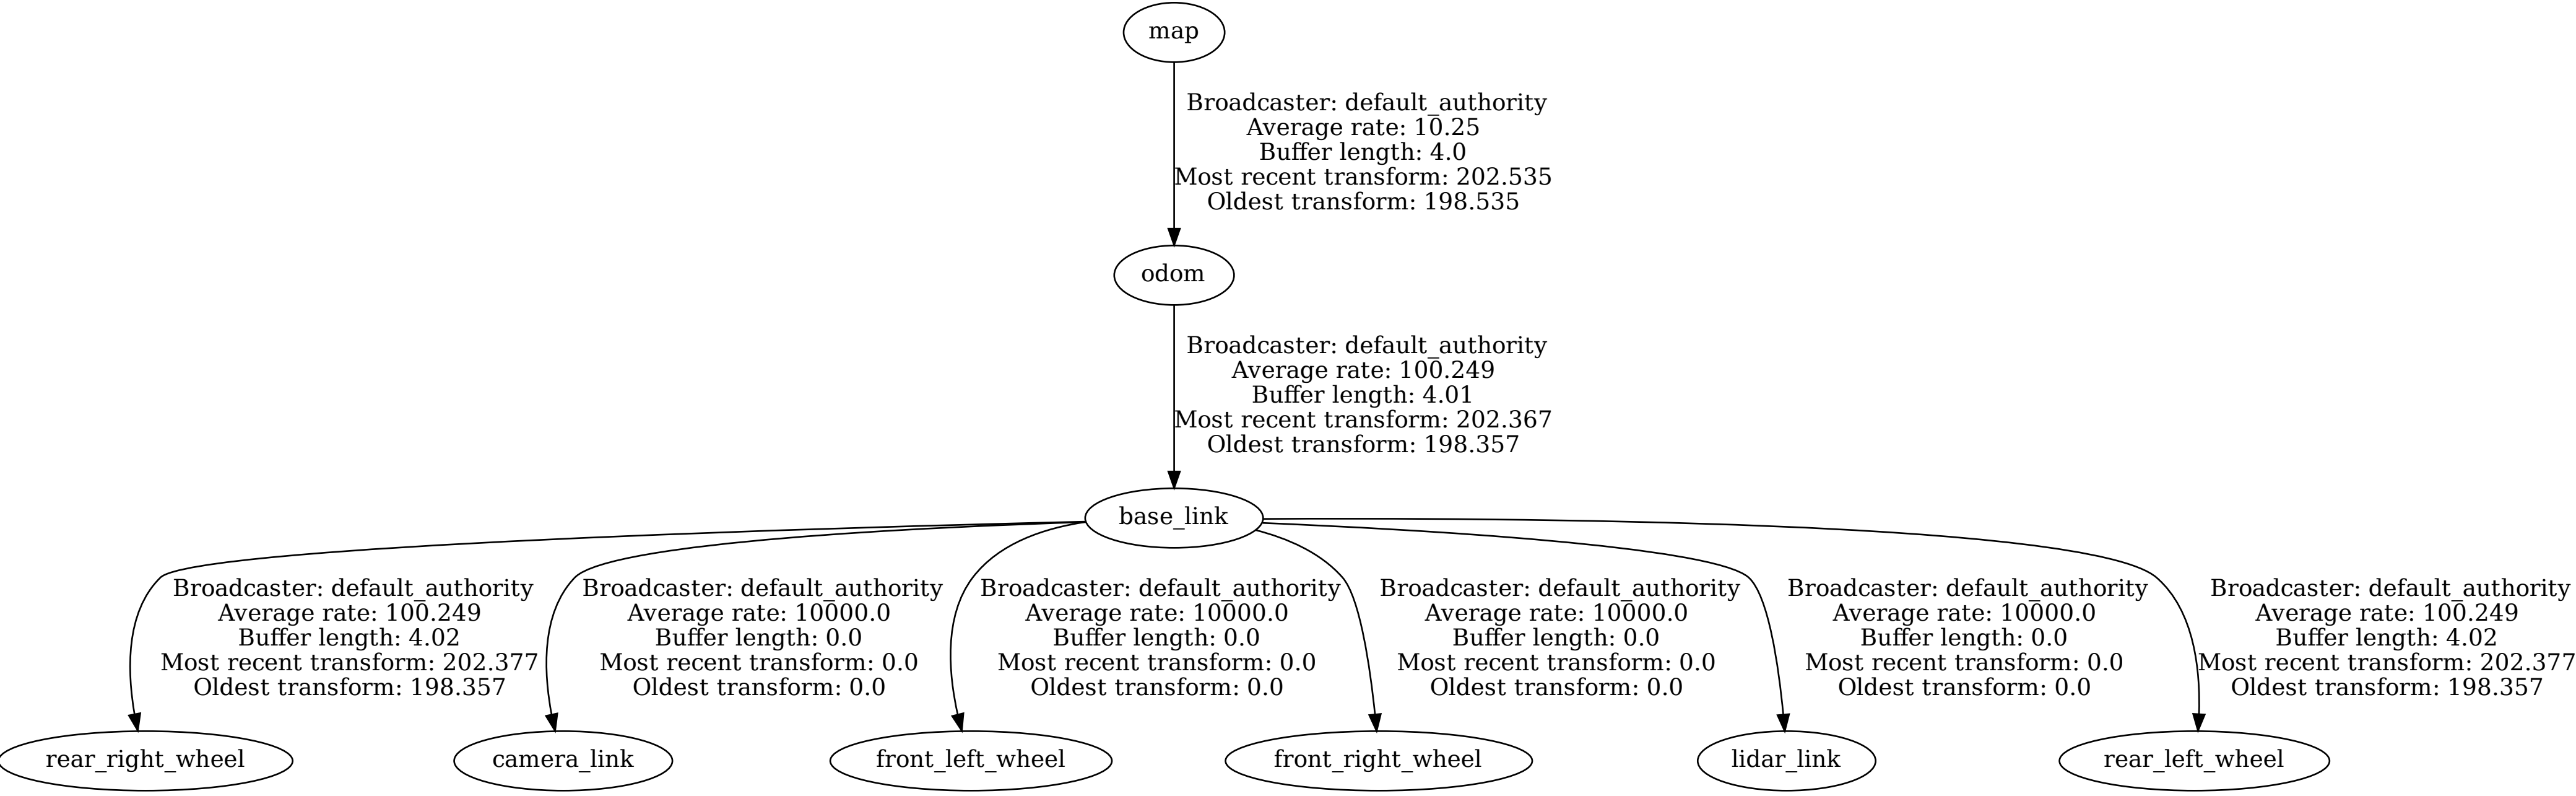 map
Broadcaster: default_authority
Average rate: 10.25
Buffer length: 4.0
Most recent transform: 202.535
Oldest transform: 198.535
odom
Broadcaster: default_authority
Average rate: 100.249
Buffer length: 4.01
Most recent transform: 202.367
Oldest transform: 198.357
base_link
Broadcaster: default_authority
Average rate: 100.249
Buffer length: 4.02
Most recent transform: 202.377
Oldest transform: 198.357
Broadcaster: default_authority
Average rate: 10000.0
Buffer length: 0.0
Most recent transform: 0.0
Oldest transform: 0.0
Broadcaster: default_authority
Average rate: 10000.0
Buffer length: 0.0
Most recent transform: 0.0
Oldest transform: 0.0
Broadcaster: default_authority
Average rate: 10000.0
Buffer length: 0.0
Most recent transform: 0.0
Oldest transform: 0.0
Broadcaster: default_authority
Average rate: 10000.0
Buffer length: 0.0
Most recent transform: 0.0
Oldest transform: 0.0
Broadcaster: default_authority
Average rate: 100.249
Buffer length: 4.02
Most recent transform: 202.377
Oldest transform: 198.357
rear_right_wheel
camera_link
front_left_wheel
front_right_wheel
lidar_link
rear_left_wheel